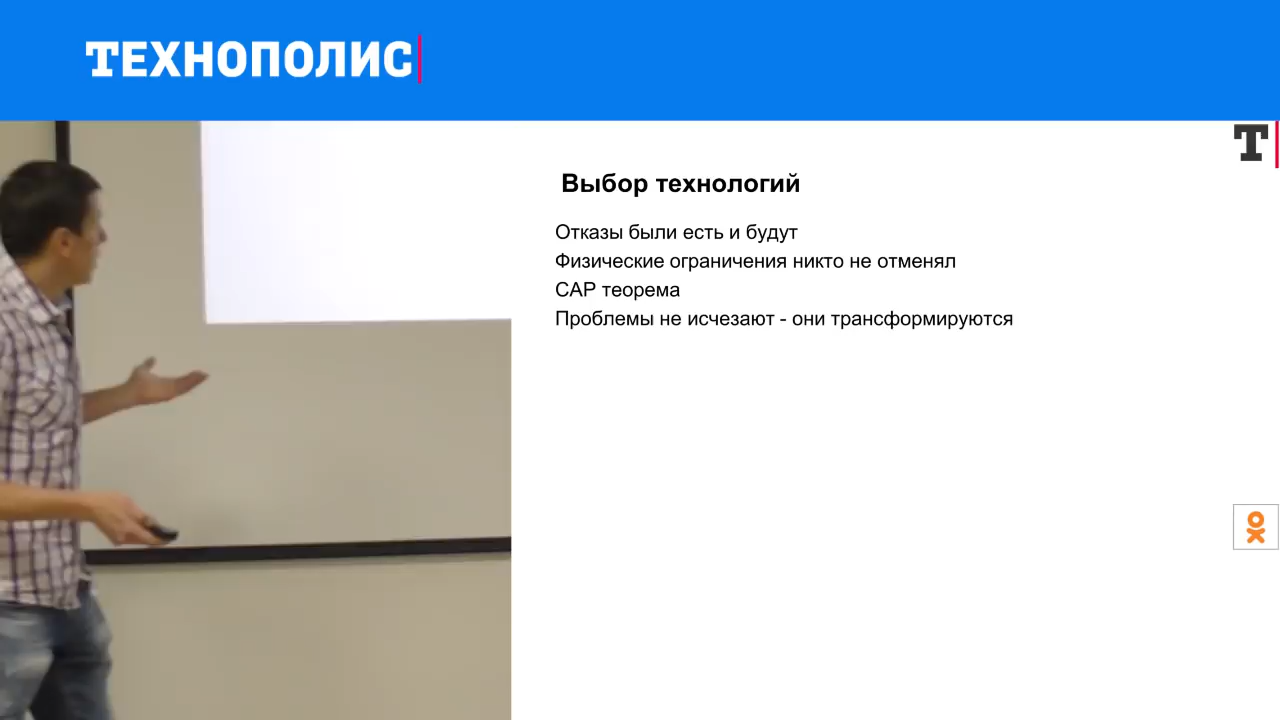 ТЕХНОПОЛИС
Т
Выбор технологий
Отказы были есть и будут
Физические ограничения никто не отменял
CAP теорема
Проблемы не исчезают - они трансформируются